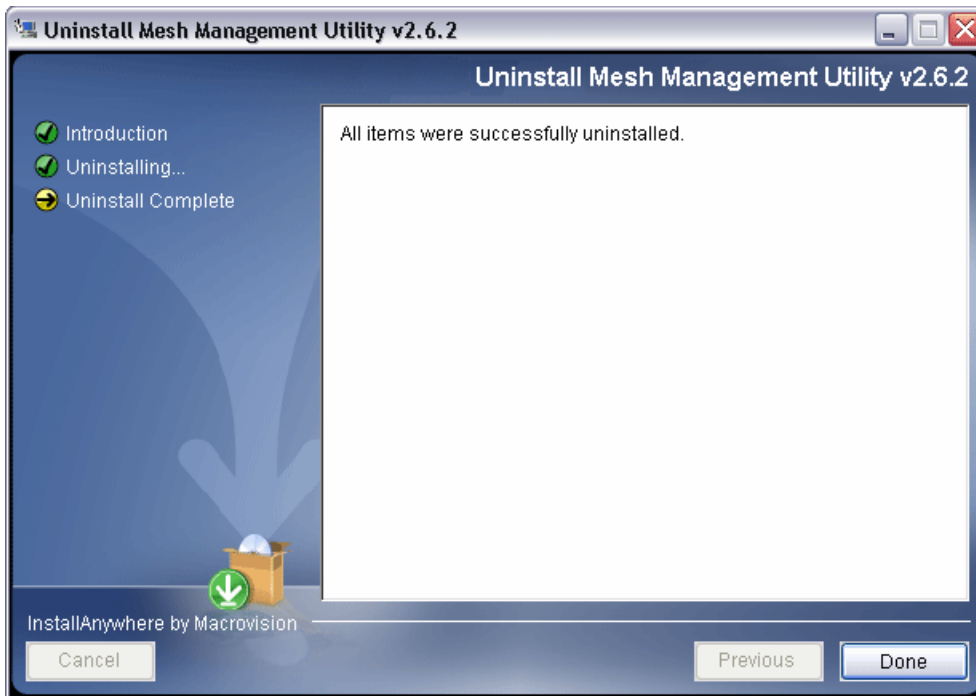 Uninstall Mesh Management Utility v2.6.2
Uninstall Mesh Management Utility v2.6.2
Introduction
Uninstalling...
Uninstall Complete
All items were successfully uninstalled.
InstallAnywhere by Macrovision
Cancel
Previous
Done